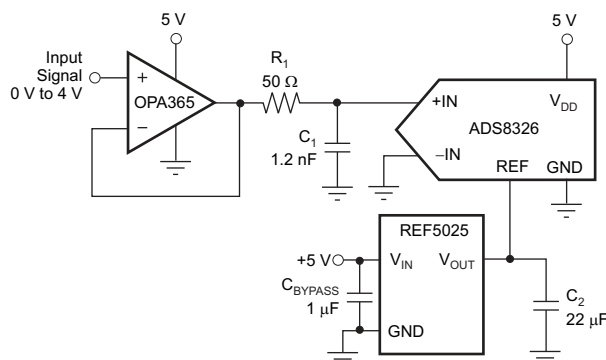 5 V
Input
Signal
0 V to 4 V
+
−
OPA365
R1
50 Ω
C1
1.2 nF
5 V
+IN
−IN
VDD
ADS8326
REF
GND
REF5025
+5 V
VIN
VOUT
CBYPASS
1 μF
GND
C2
22 μF